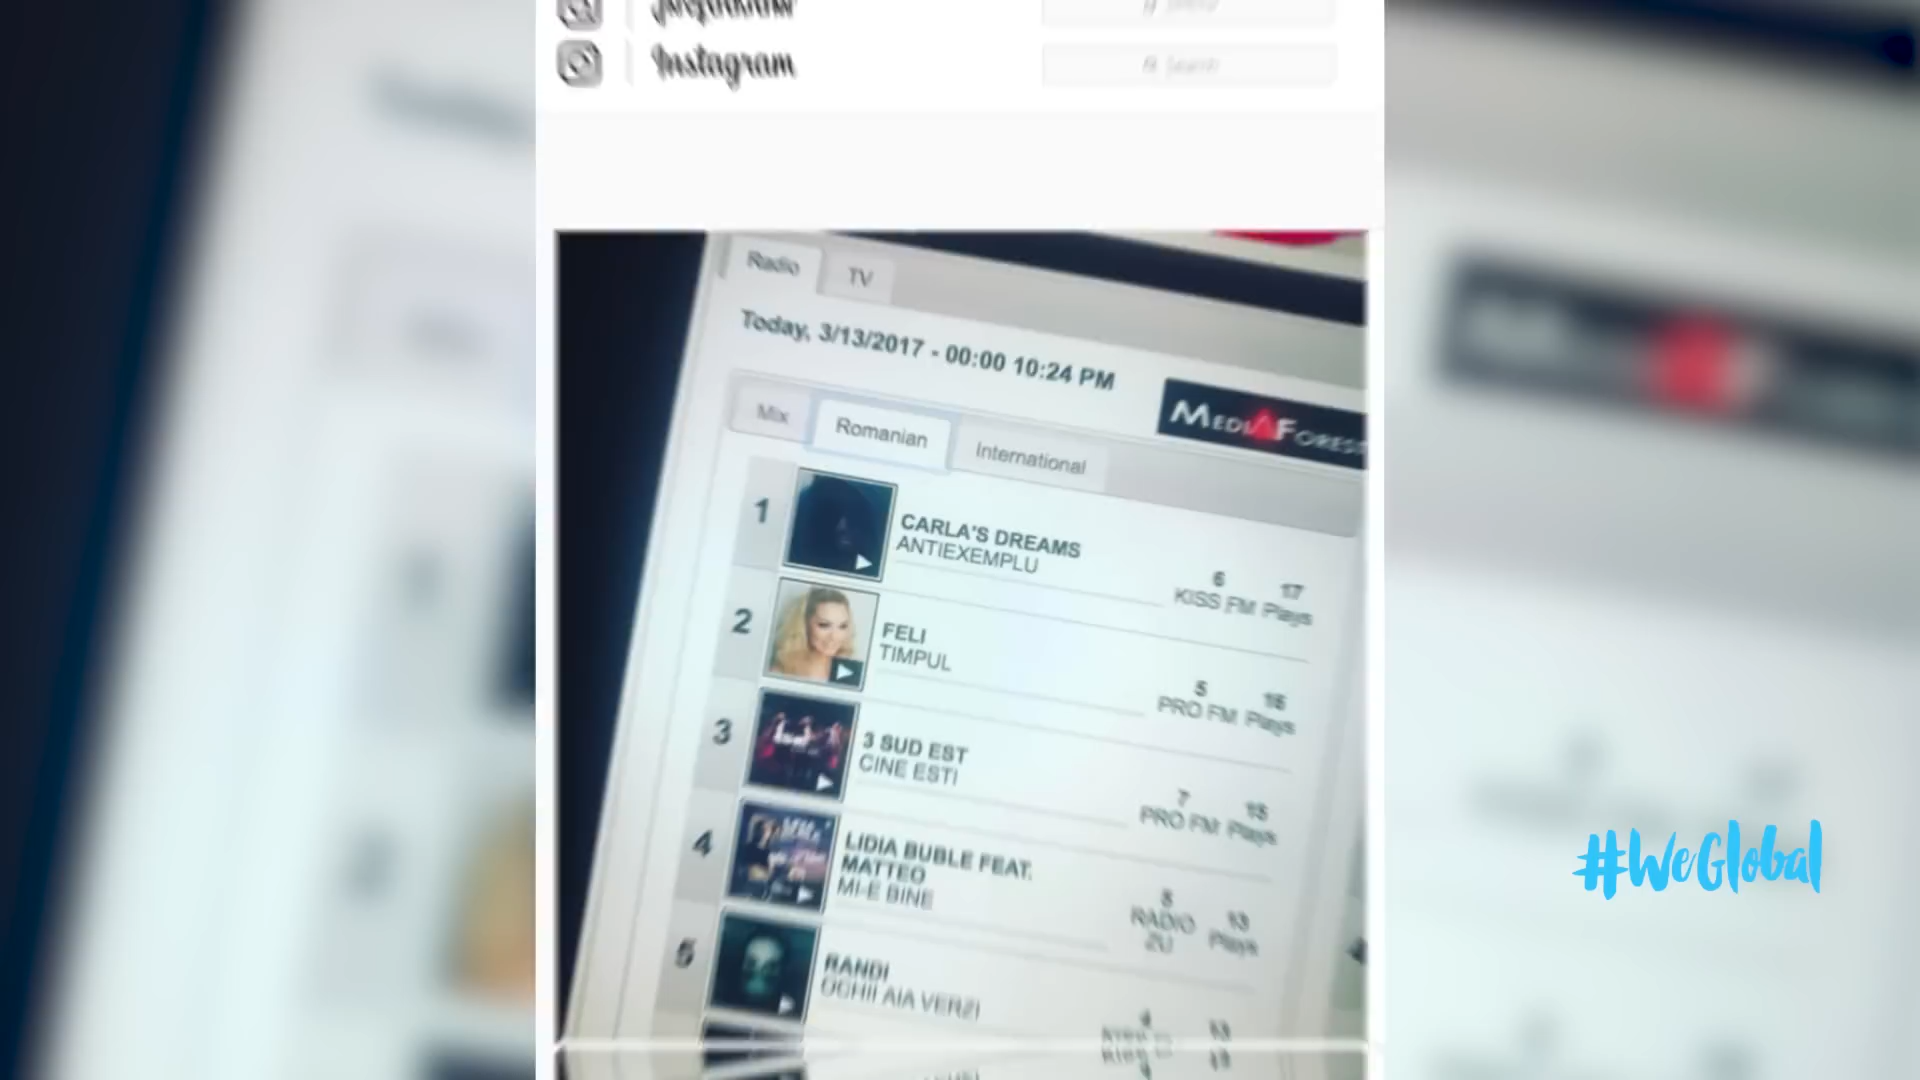 Instagram
Search
Radio
TV
Today, 3/13/2017 - 00:00 10:24 PM
MEDIAFOREST
Mix
Romanian
International
1
CARLA'S DREAMS
ANTIEXEMPLU
6
KISS FM
17
Plays
2
FELI
TIMPUL
5
PRO FM
16
Plays
3
3 SUD EST
CINE ESTI
7
PRO FM
15
Plays
4
LIDIA BUBLE FEAT.
MATTEO
MI-E BINE
RADIO
ZU
13
Plays
5
RANDI
OCHII AIA VERZI
4
13
#WeGlobal